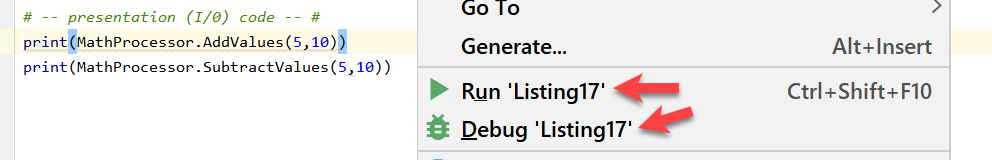 # -- presentation (I/0) code -- #
print(MathProcessor.AddValues(5,10))
print(MathProcessor.SubtractValues(5,10))
Go To
Generate... Alt+Insert
Run 'Listing17' Ctrl+Shift+F10
Debug 'Listing17'